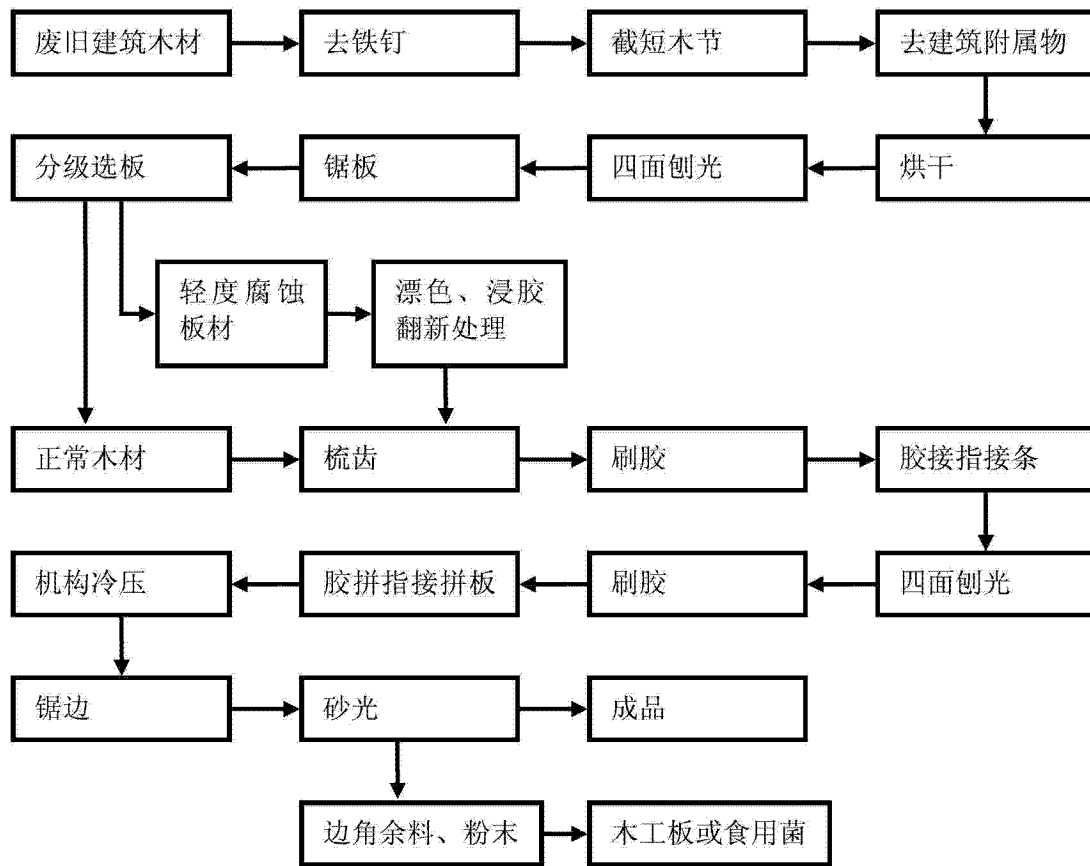 废旧建筑木材
去铁钉
截短木节
去建筑附属物
分级选板
锯板
四面刨光
烘干
轻度腐蚀
板材
漂色、浸胶
翻新处理
正常木材
梳齿
刷胶
胶接指接条
机构冷压
胶拼指接拼板
刷胶
四面刨光
锯边
砂光
成品
边角余料、粉末
木工板或食用菌